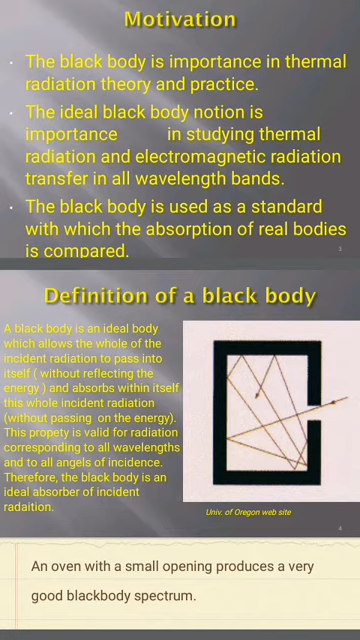 Motivation
• The black body is importance in thermal
radiation theory and practice.
• The ideal black body notion is
importance in studying thermal
radiation and electromagnetic radiation
transfer in all wavelength bands.
• The black body is used as a standard
with which the absorption of real bodies
is compared.
3
Definition of a black body
A black body is an ideal body
which allows the whole of the
incident radiation to pass into
itself ( without reflecting the
energy ) and absorbs within itself
this whole incident radiation
(without passing on the energy).
This propety is valid for radiation
corresponding to all wavelengths
and to all angels of incidence.
Therefore, the black body is an
ideal absorber of incident
radaition.
Univ. of Oregon web site
4
An oven with a small opening produces a very
good blackbody spectrum.